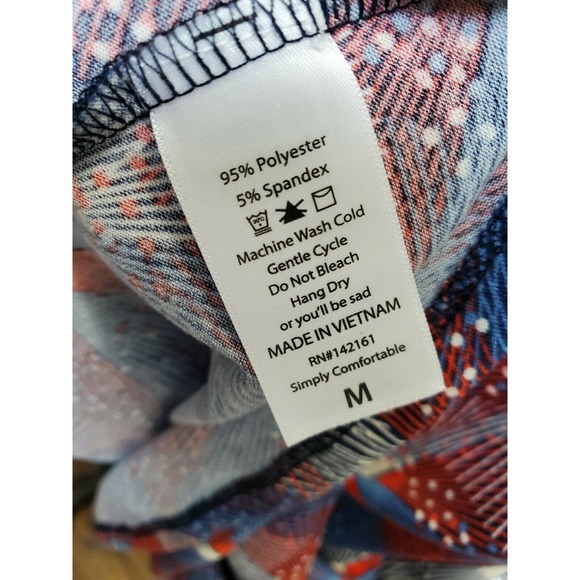 95% Polyester
5% Spandex
Machine Wash Cold
Gentle Cycle
Do Not Bleach
Hang Dry
or you'll be sad
MADE IN VIETNAM
RN#142161
Simply Comfortable
M